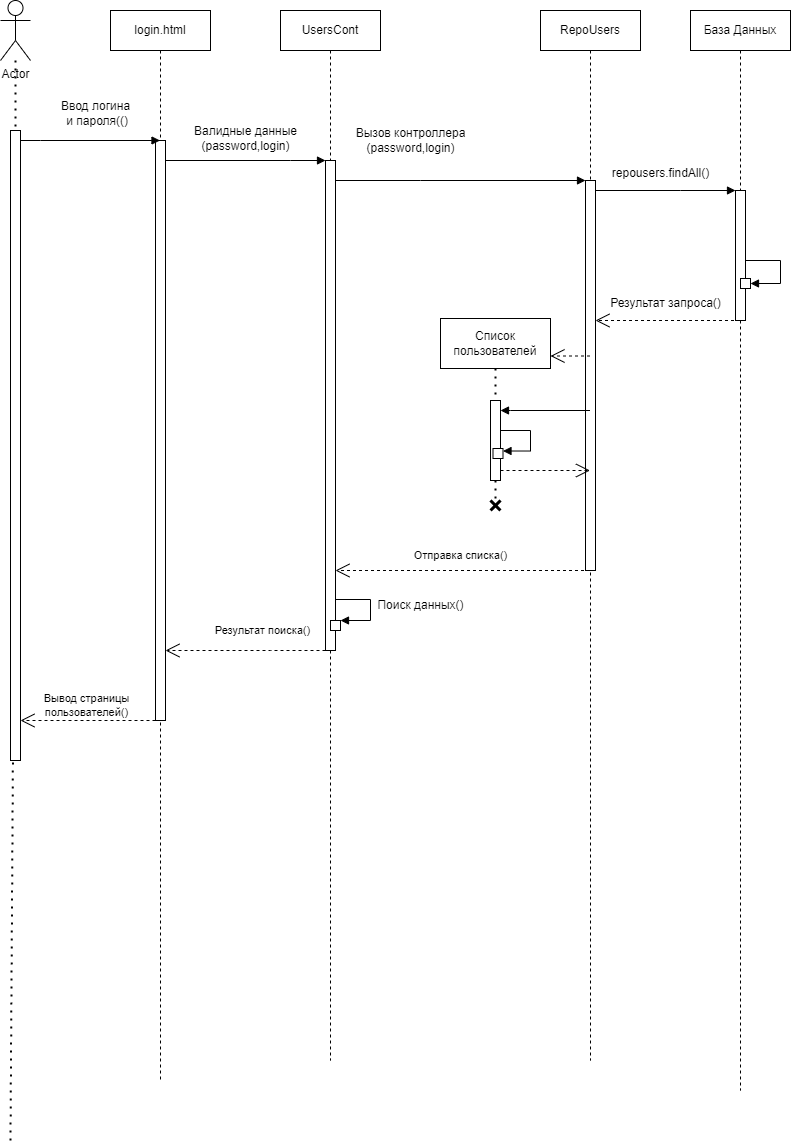 login.html
UsersCont
RepoUsers
База Данных
Actor
Ввод логина
и пароля(()
Валидные данные
(password,login)
Вызов контроллера
(password,login)
repousers.findAll()
Результат запроса()
Список
пользователей
Отправка списка()
Поиск данных()
Результат поиска()
Вывод страницы
пользователей()